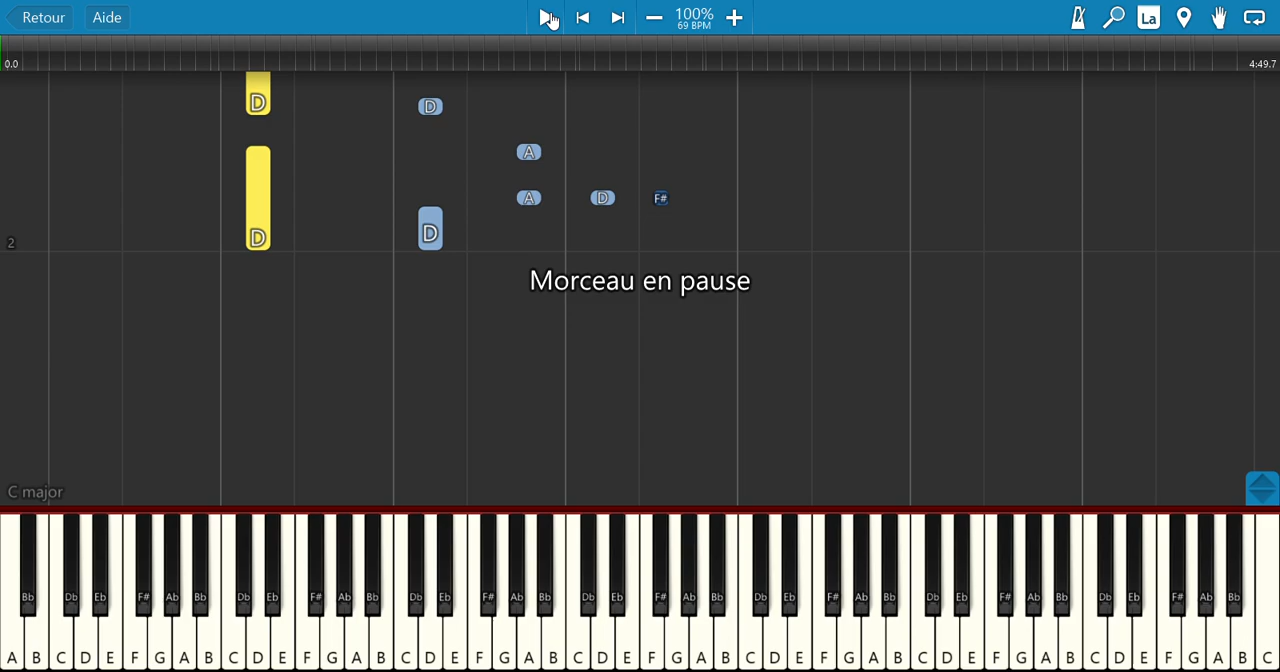 Retour Aide 100% La
69 BPM
0.0 4:49.7
D D
A
A D F#
D D
2
Morceau en pause
C major
Bb Db Eb F# Ab Bb Db Eb F# Ab Bb Db Eb F# Ab Bb Db Eb F# Ab Bb Db Eb F# Ab Bb Db Eb F# Ab Bb Db Eb F# Ab Bb
A B C D E F G A B C D E F G A B C D E F G A B C D E F G A B C D E F G A B C D E F G A B C D E F G A B C